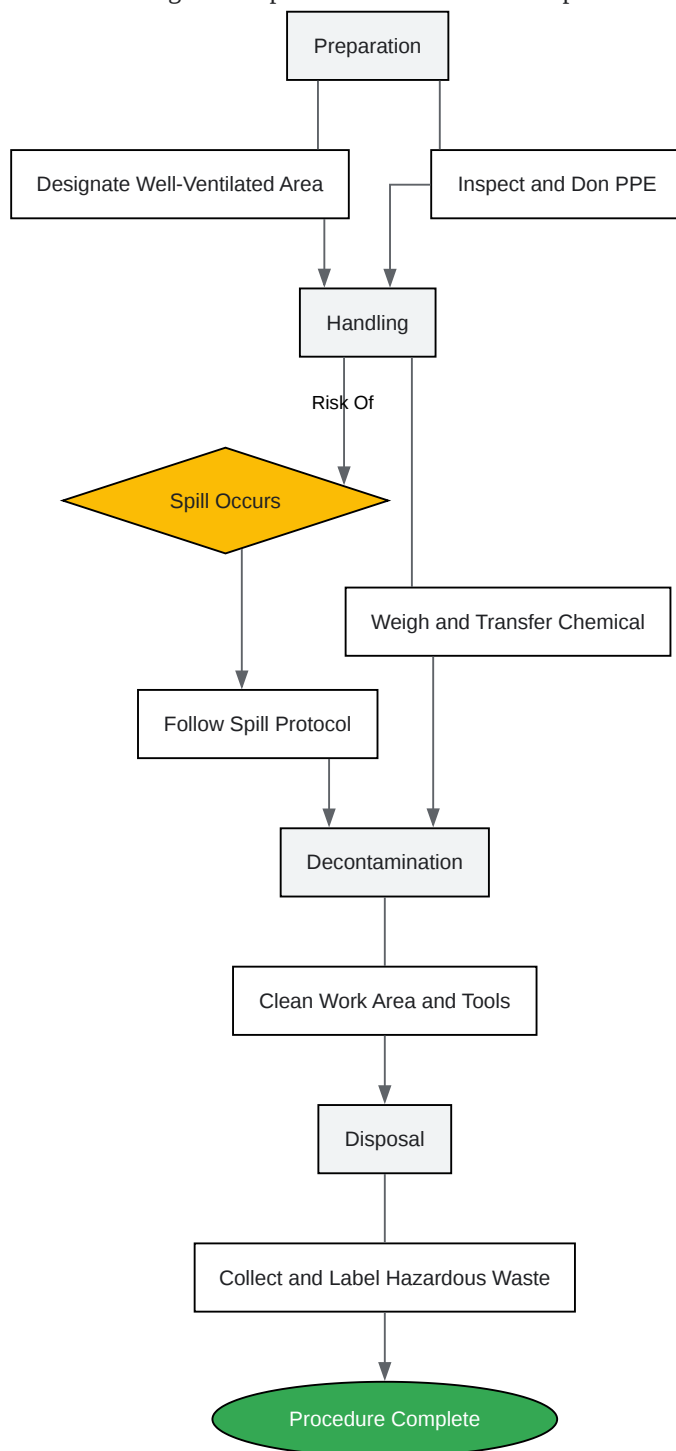 Preparation
Designate Well-Ventilated Area
Inspect and Don PPE
Handling
Risk Of
Spill Occurs
Weigh and Transfer Chemical
Follow Spill Protocol
Decontamination
Clean Work Area and Tools
Disposal
Collect and Label Hazardous Waste
Procedure Complete